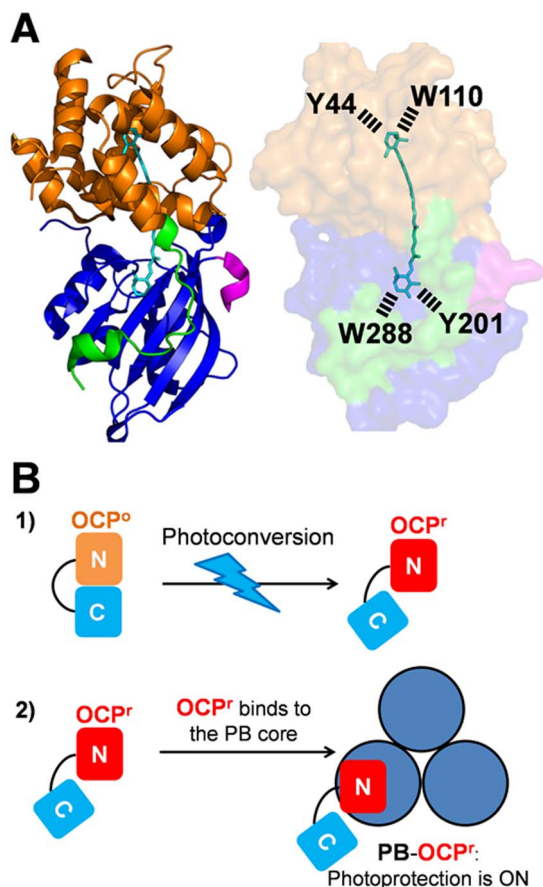 A
Y44
W110
W288
Y201
B
1)
OCPº
N
C
Photoconversion
OCPʳ
N
C
2)
OCPʳ
N
C
OCPʳ binds to
the PB core
N
C
PB-OCPʳ:
Photoprotection is ON